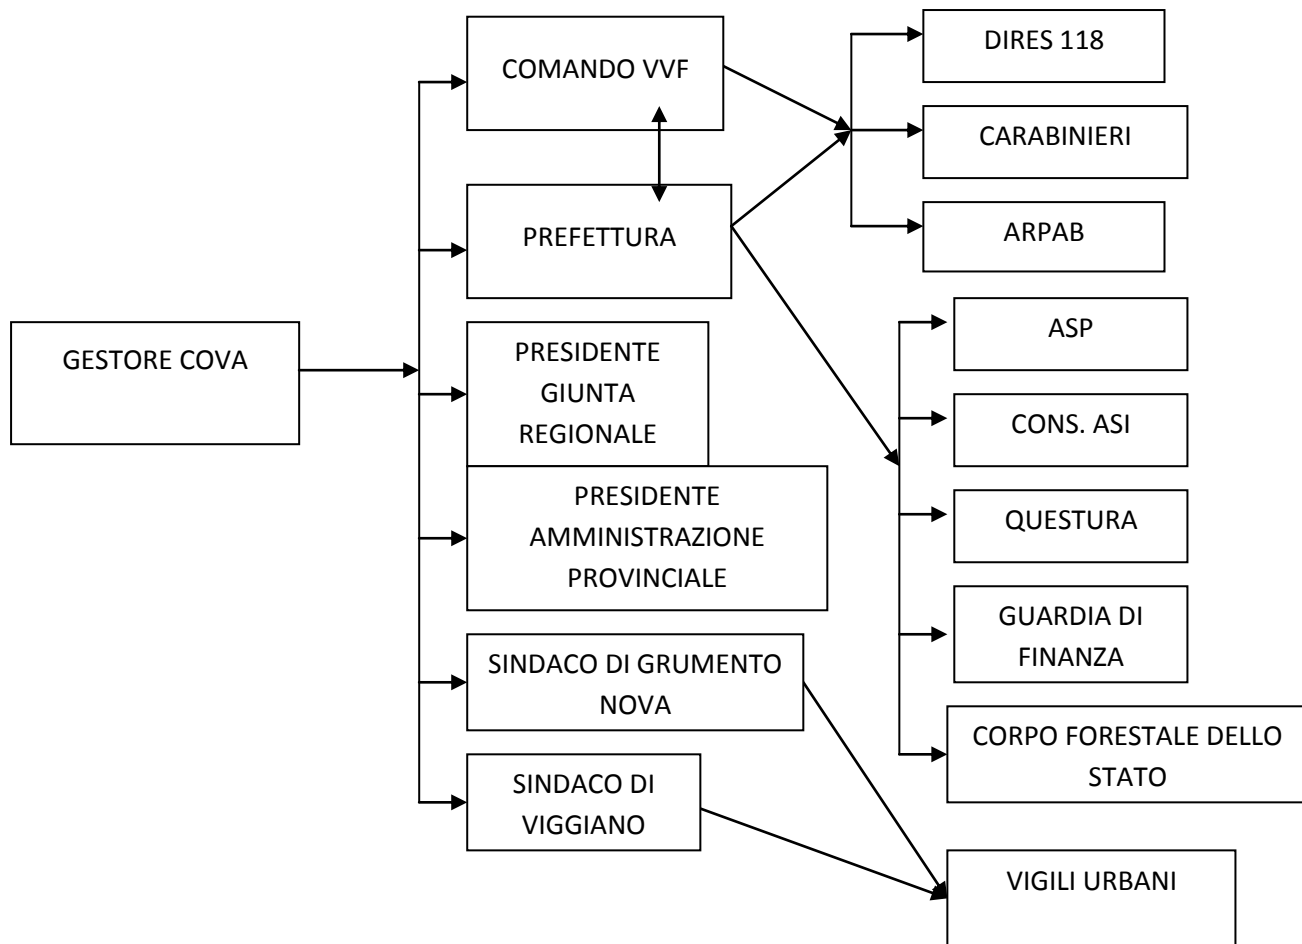 GESTORE COVA
COMANDO VVF
PREFETTURA
PRESIDENTE
GIUNTA
REGIONALE
PRESIDENTE
AMMINISTRAZIONE
PROVINCIALE
SINDACO DI GRUMENTO
NOVA
SINDACO DI
VIGGIANO
DIRES 118
CARABINIERI
ARPAB
ASP
CONS. ASI
QUESTURA
GUARDIA DI
FINANZA
CORPO FORESTALE DELLO
STATO
VIGILI URBANI